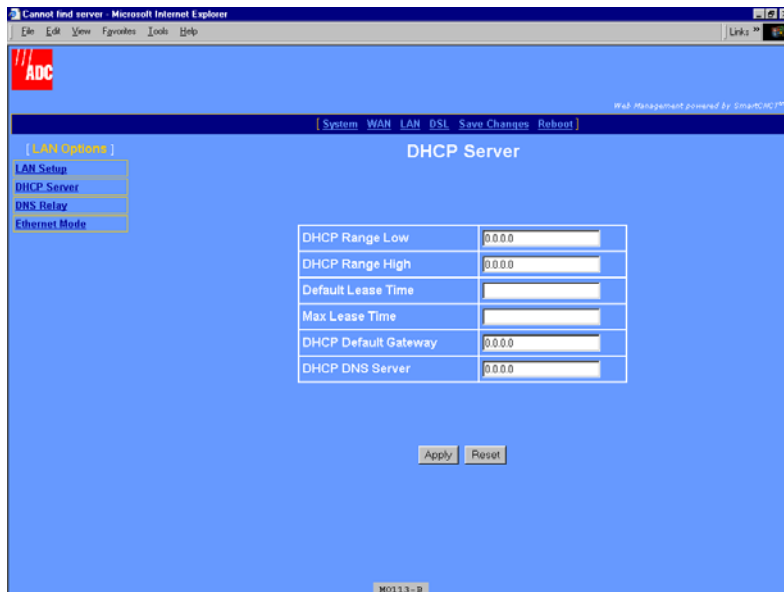 Cannot find server - Microsoft Internet Explorer
File Edit View Favorites Tools Help
Links »
ADC
Web Management powered by SmartCNCT
[ System WAN LAN DSL Save Changes Reboot ]
[ LAN Options ]
LAN Setup
DHCP Server
DNS Relay
Ethernet Mode
DHCP Server
DHCP Range Low 0.0.0.0
DHCP Range High 0.0.0.0
Default Lease Time
Max Lease Time
DHCP Default Gateway 0.0.0.0
DHCP DNS Server 0.0.0.0
Apply Reset
M0113-B